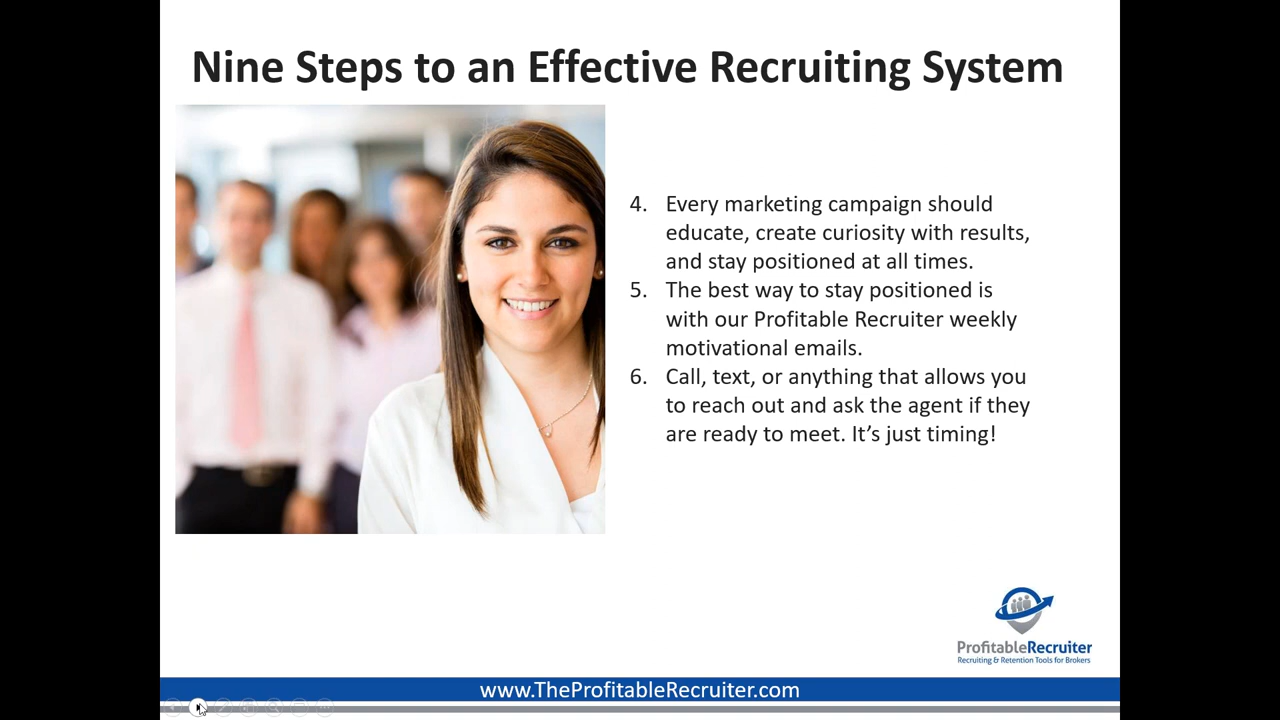 Nine Steps to an Effective Recruiting System
4. Every marketing campaign should
educate, create curiosity with results,
and stay positioned at all times.
5. The best way to stay positioned is
with our Profitable Recruiter weekly
motivational emails.
6. Call, text, or anything that allows you
to reach out and ask the agent if they
are ready to meet. It’s just timing!
ProfitableRecruiter
Recruiting & Retention Tools for Brokers
www.TheProfitableRecruiter.com